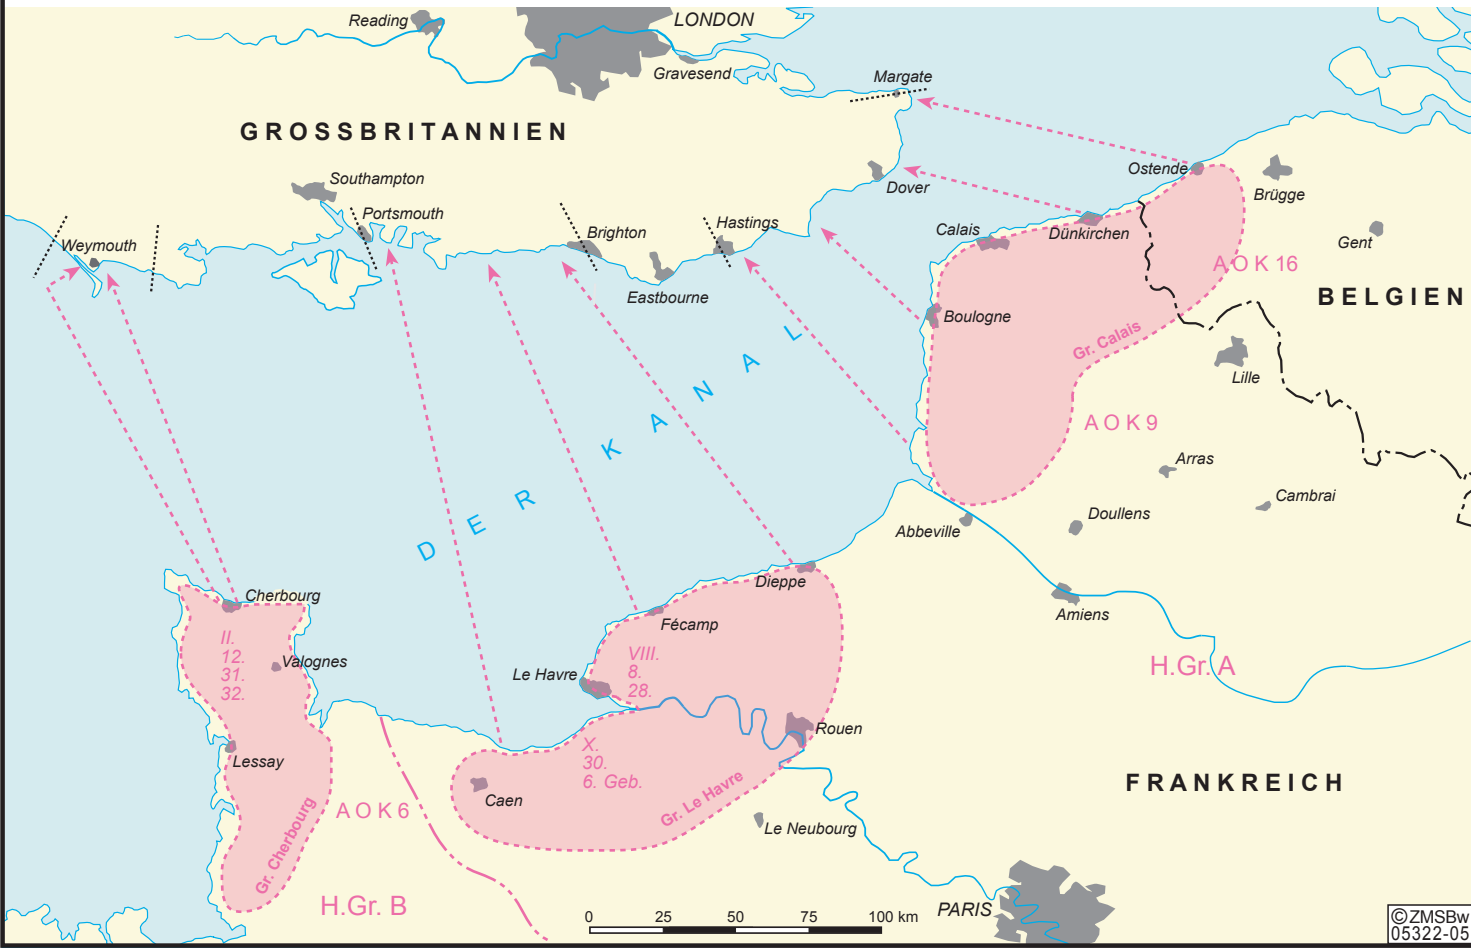 Reading
LONDON
Gravesend
Margate
GROSSBRITANNIEN
Ostende
Brügge
Southampton
Dover
Portsmouth
Hastings
Calais
Dünkirchen
Gent
Weymouth
Brighton
Eastbourne
AOK 16
BELGIEN
Boulogne
Gr. Calais
Lille
DER KANAL
AOK 9
Arras
Cambrai
Doullens
Abbeville
Dieppe
Amiens
Cherbourg
Fécamp
II.
12.
31.
32.
Valognes
VIII.
8.
28.
Le Havre
H.Gr. A
Rouen
X.
30.
6. Geb.
Lessay
Caen
Gr. Le Havre
FRANKREICH
AOK 6
Gr. Cherbourg
Le Neubourg
H.Gr. B
0 25 50 75 100 km
PARIS
©ZMSBw
05322-05